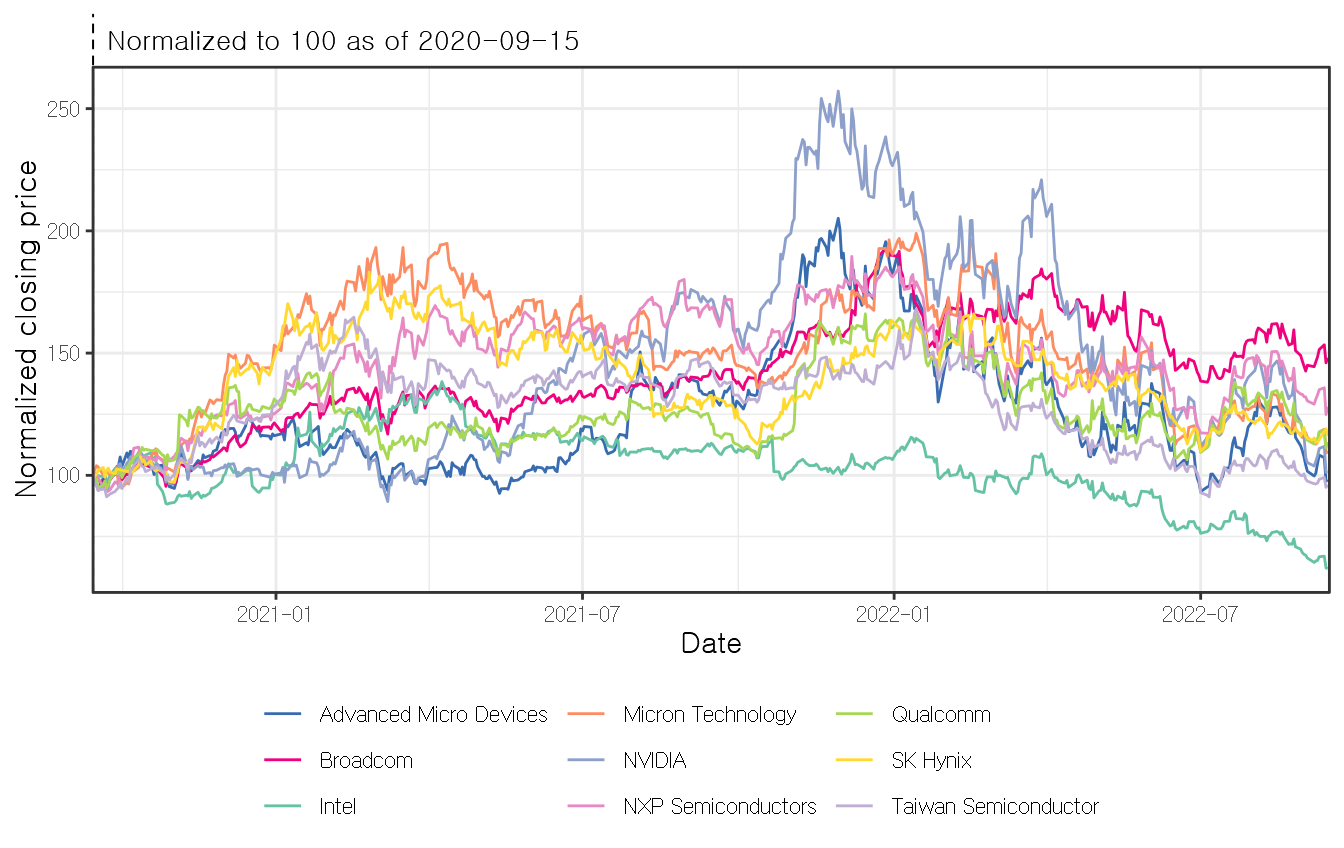 Normalized to 100 as of 2020-09-15
250
200
150
100
Normalized closing price
2021-01 2021-07 2022-01 2022-07
Date
Advanced Micro Devices Micron Technology Qualcomm
Broadcom NVIDIA SK Hynix
Intel NXP Semiconductors Taiwan Semiconductor